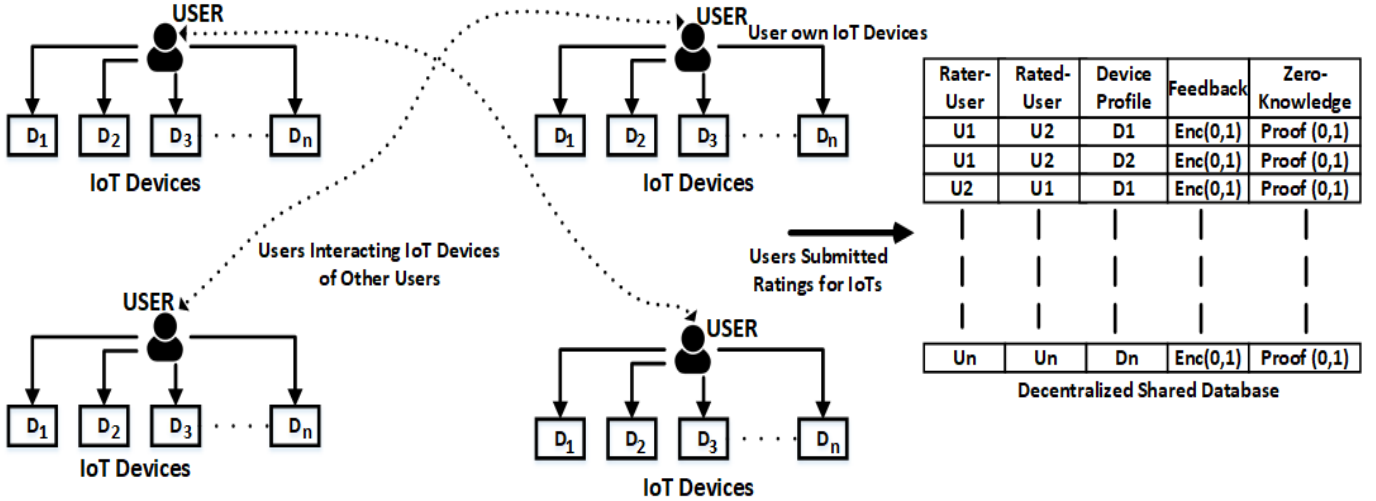 USER
D1 D2 D3 ..... Dn
IoT Devices
USER
User own IoT Devices
D1 D2 D3 ..... Dn
IoT Devices
Users Interacting IoT Devices
of Other Users
USER
D1 D2 D3 ..... Dn
IoT Devices
USER
D1 D2 D3 ..... Dn
IoT Devices
Users Submitted
Ratings for IoTs
Rater-User Rated-User Device Profile Feedback Zero-Knowledge
U1 U2 D1 Enc(0,1) Proof (0,1)
U1 U2 D2 Enc(0,1) Proof (0,1)
U2 U1 D1 Enc(0,1) Proof (0,1)
Un Un Dn Enc(0,1) Proof (0,1)
Decentralized Shared Database